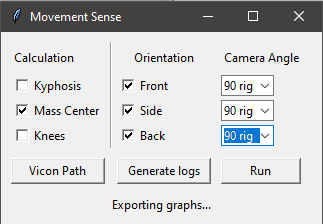 Movement Sense
Calculation Orientation Camera Angle
Kyphosis Front 90 rig
Mass Center Side 90 rig
Knees Back 90 rig
Vicon Path Generate logs Run
Exporting graphs...